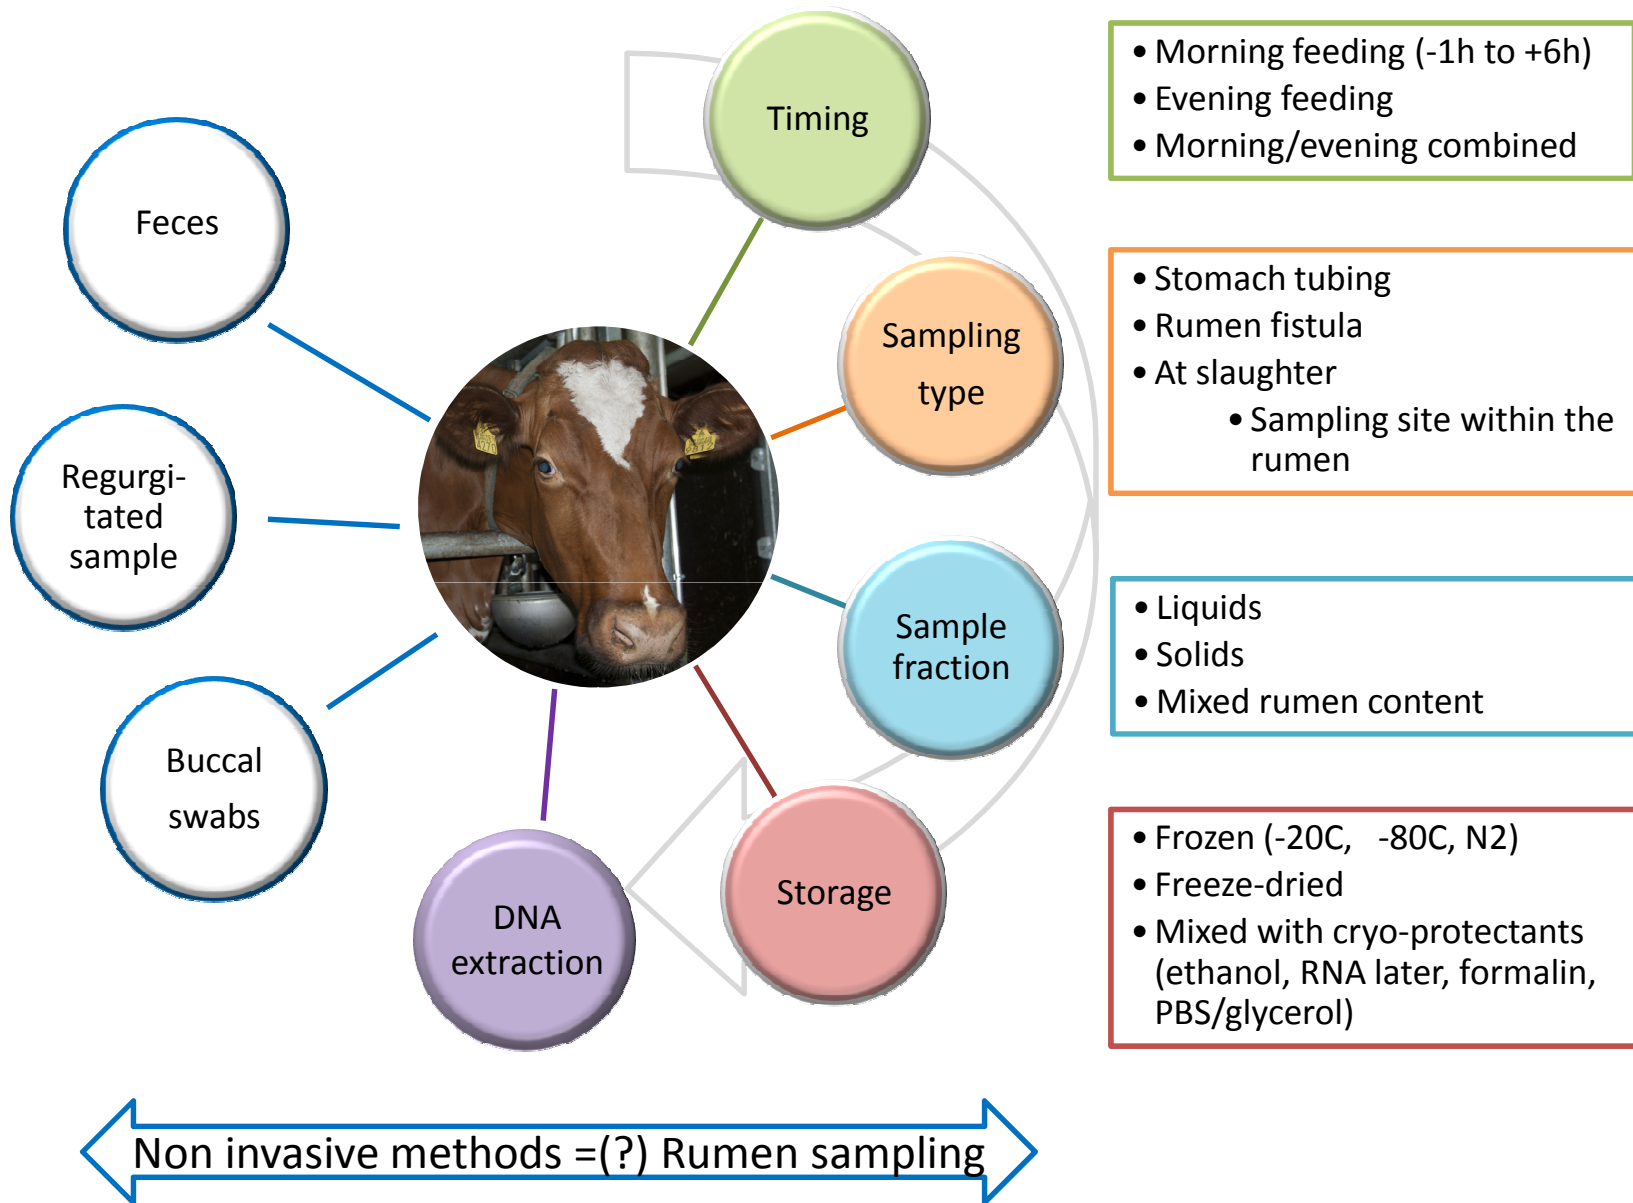 Timing
Sampling
type
Sample
fraction
Storage
DNA
extraction
Feces
Regurgi-
tated
sample
Buccal
swabs
• Morning feeding (-1h to +6h)
• Evening feeding
• Morning/evening combined
• Stomach tubing
• Rumen fistula
• At slaughter
• Sampling site within the
rumen
• Liquids
• Solids
• Mixed rumen content
• Frozen (-20C, -80C, N2)
• Freeze-dried
• Mixed with cryo-protectants
(ethanol, RNA later, formalin,
PBS/glycerol)
Non invasive methods =(?) Rumen sampling